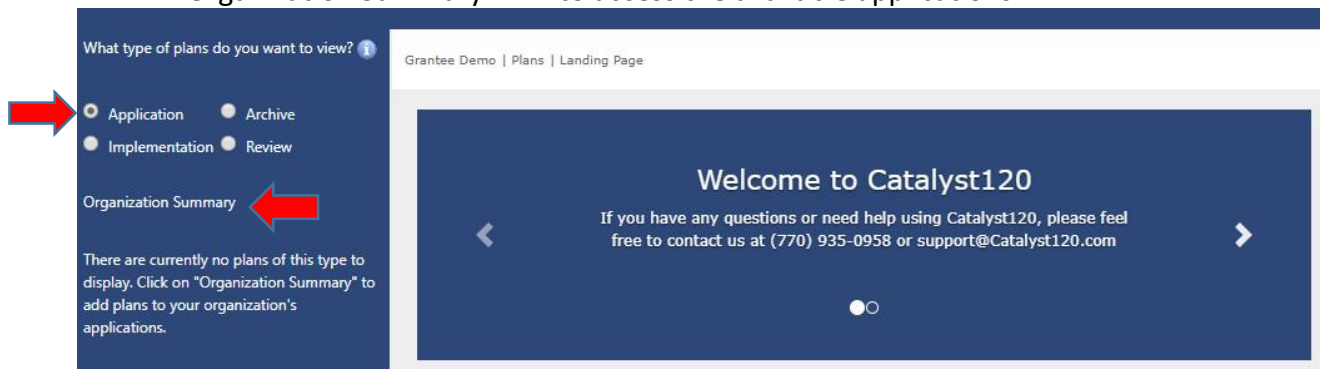 What type of plans do you want to view?
Grantee Demo | Plans | Landing Page
Application
Archive
Implementation
Review
Organization Summary
There are currently no plans of this type to
display. Click on "Organization Summary" to
add plans to your organization's
applications.
Welcome to Catalyst120
If you have any questions or need help using Catalyst120, please feel
free to contact us at (770) 935-0958 or support@Catalyst120.com